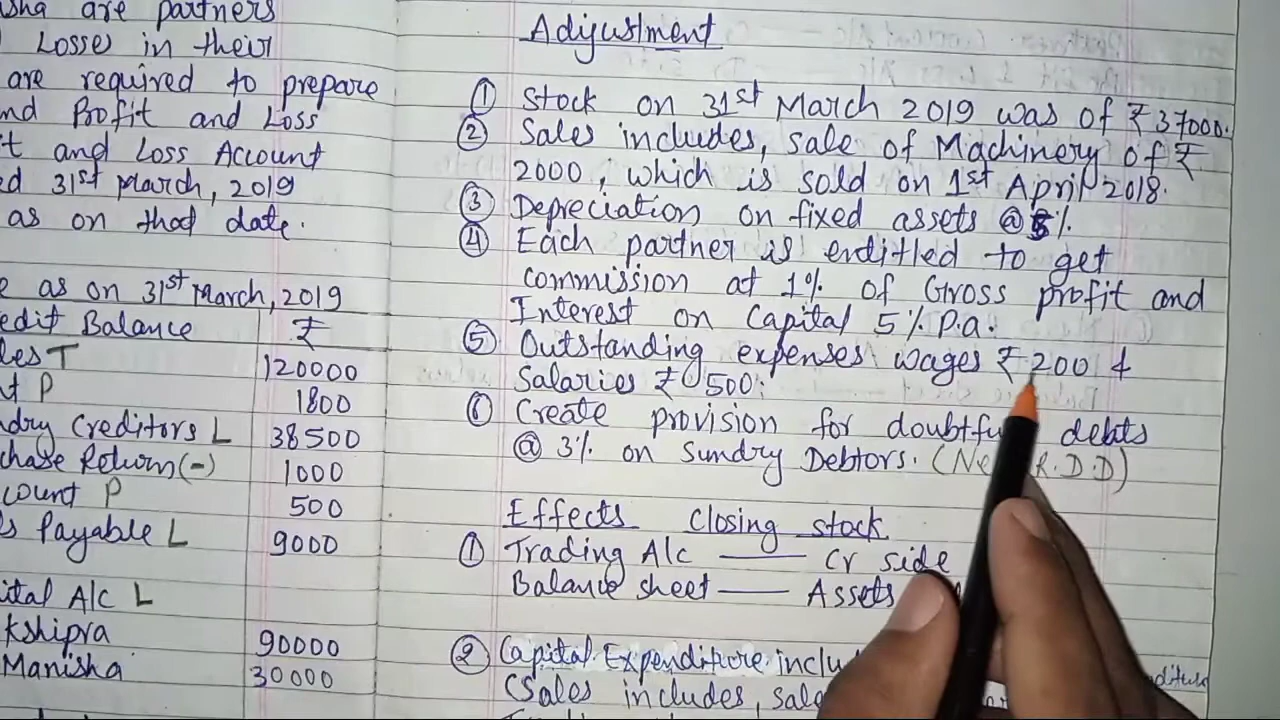 sha are partners
Losse in their
are required to prepare
nd Profit and Loss
t and Loss Account
ed 31st March, 2019
as on that date.
e as on 31st March, 2019
edit Balance ₹
les T 120000
t P 1800
dry Creditors L 38500
chase Return (-) 1000
count P 500
s Payable L 9000
ital A/c L
kshipra 90000
Manisha 30000
Adjustment
① Stock on 31st March 2019 was of ₹ 37000.
② Sales includes, sale of Machinery of ₹
2000, which is sold on 1st April 2018.
③ Depreciation on fixed assets @ 5%.
④ Each partner is entitled to get
commission at 1% of Gross profit and
Interest on Capital 5% p.a.
⑤ Outstanding expenses wages ₹ 200 &
Salaries ₹ 500.
⑥ Create provision for doubtfu debts
@ 3% on Sundry Debtors. (Ne R.D.D)
Effects Closing stock
① Trading A/c —— Cr side
Balance sheet —— Assets
② Capital Expenditure inclu
(Sales includes, sal